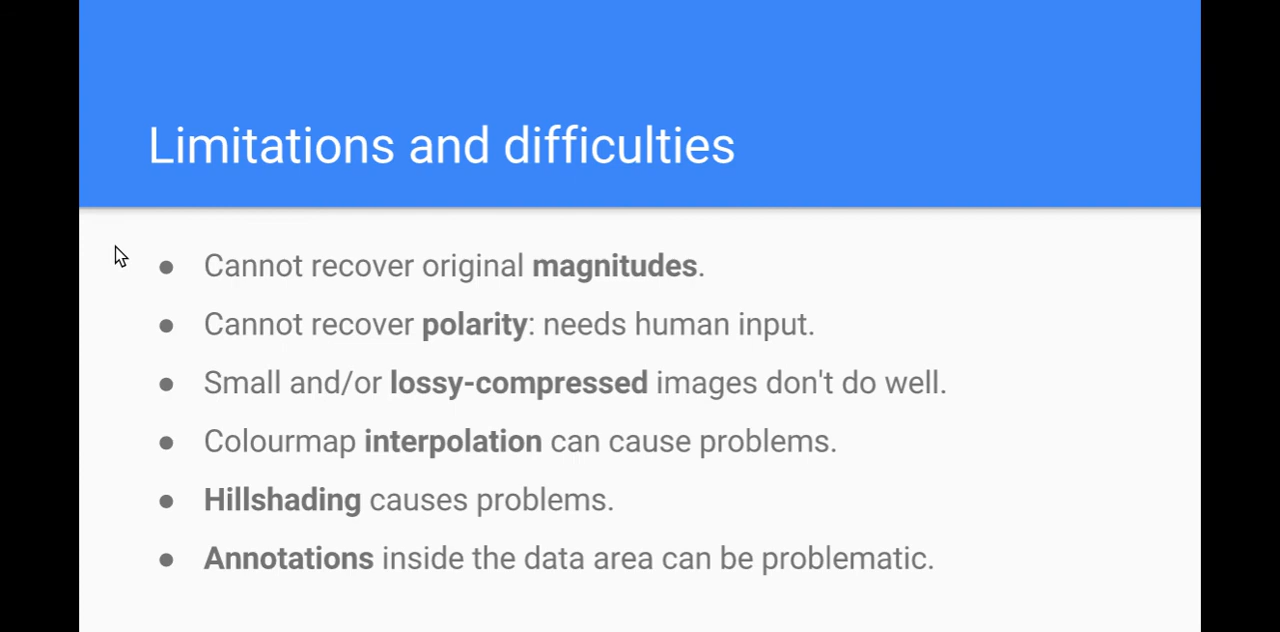 Limitations and difficulties
● Cannot recover original magnitudes.
● Cannot recover polarity: needs human input.
● Small and/or lossy-compressed images don't do well.
● Colourmap interpolation can cause problems.
● Hillshading causes problems.
● Annotations inside the data area can be problematic.